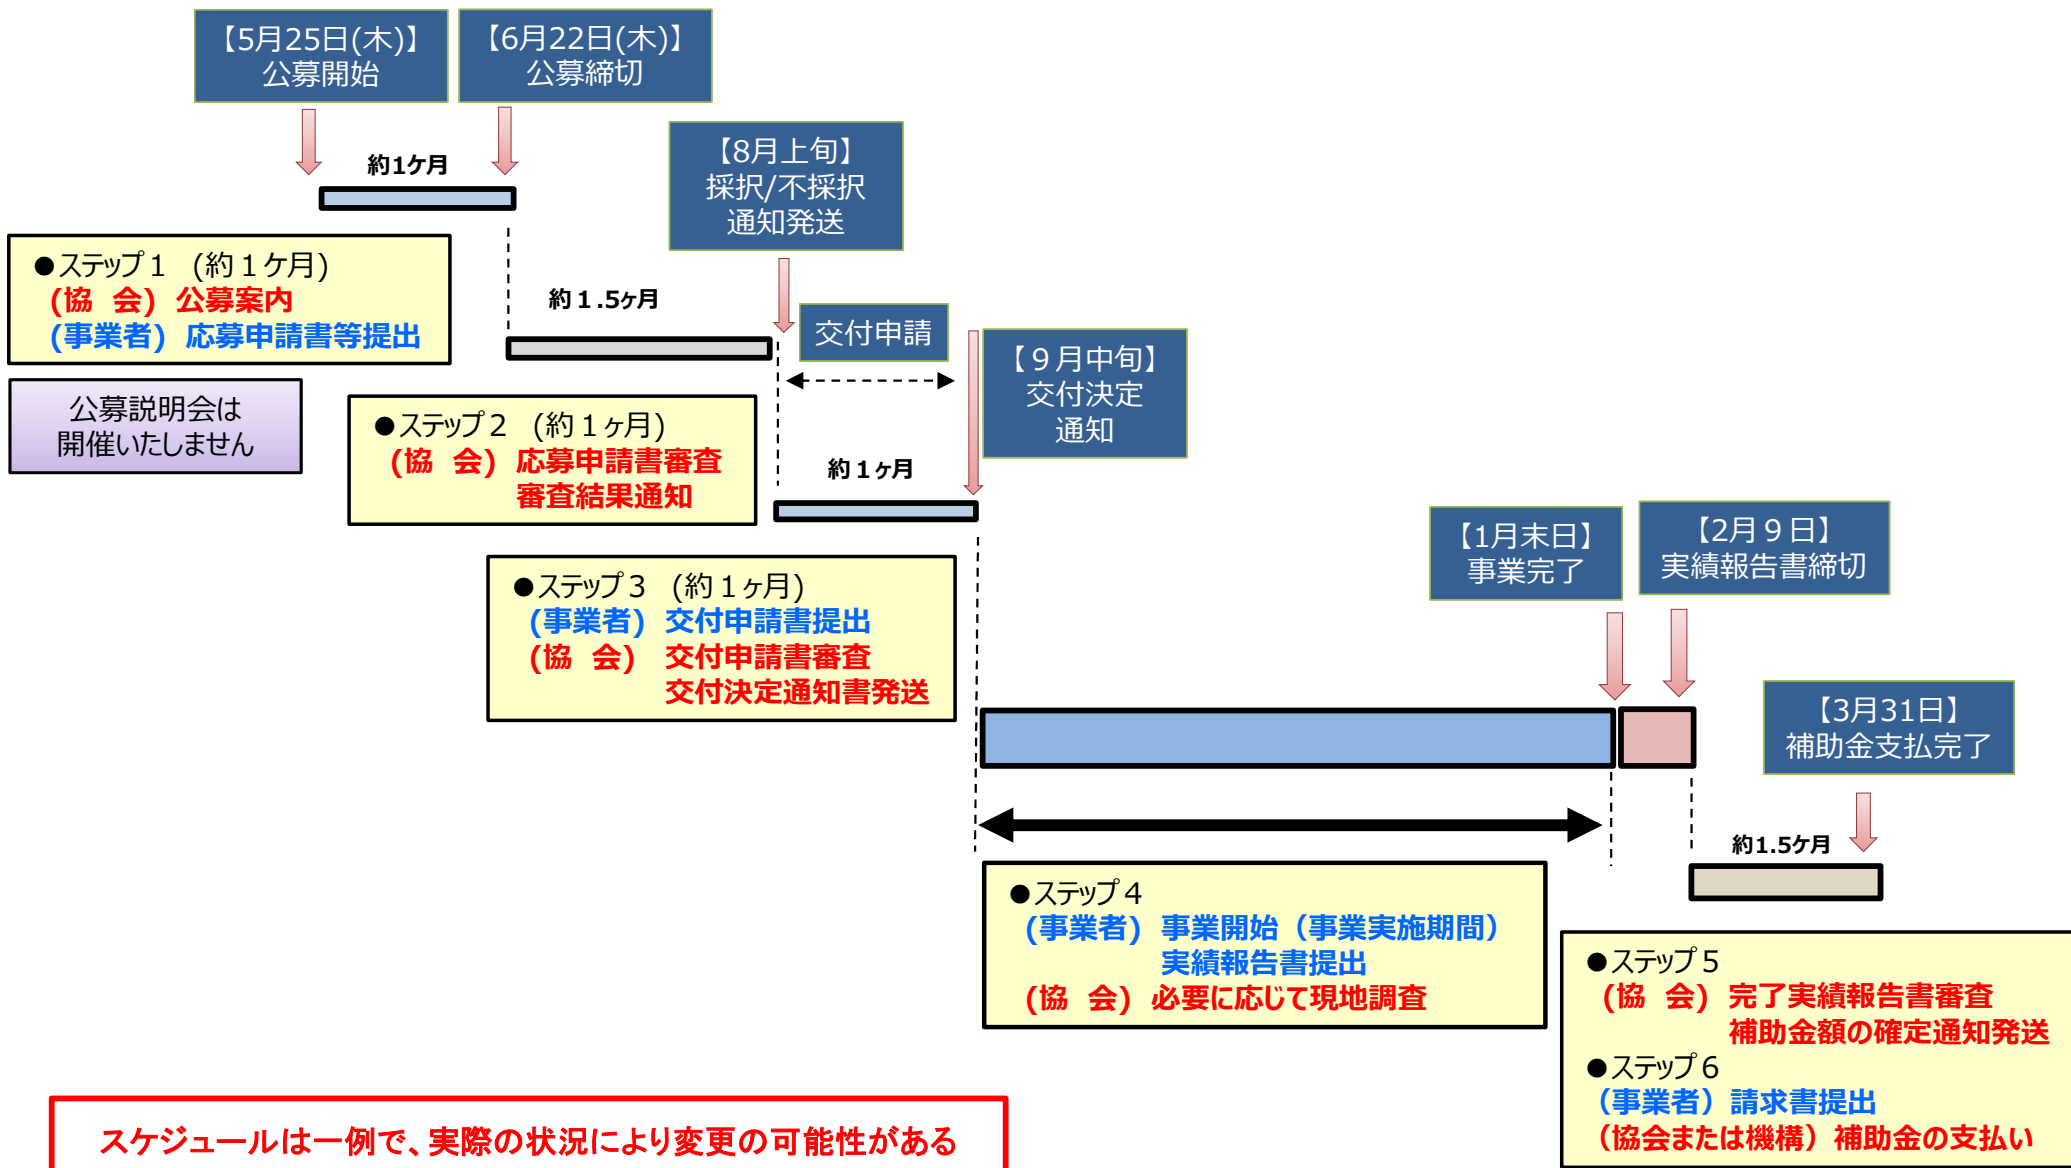 【5月25日(木)】
公募開始
【6月22日(木)】
公募締切
約1ケ月
【8月上旬】
採択/不採択
通知発送
●ステップ１ (約１ケ月)
(協 会) 公募案内
(事業者) 応募申請書等提出
公募説明会は
開催いたしません
約１.5ヶ月
交付申請
【９月中旬】
交付決定
通知
●ステップ２ (約１ヶ月)
(協 会) 応募申請書審査
審査結果通知
約１ヶ月
●ステップ３ (約１ヶ月)
(事業者) 交付申請書提出
(協 会) 交付申請書審査
交付決定通知書発送
【1月末日】
事業完了
【2月９日】
実績報告書締切
【3月31日】
補助金支払完了
約1.5ケ月
●ステップ４
(事業者) 事業開始（事業実施期間）
実績報告書提出
(協 会) 必要に応じて現地調査
●ステップ５
(協 会) 完了実績報告書審査
補助金額の確定通知発送
●ステップ６
（事業者）請求書提出
（協会または機構）補助金の支払い
スケジュールは一例で、実際の状況により変更の可能性がある